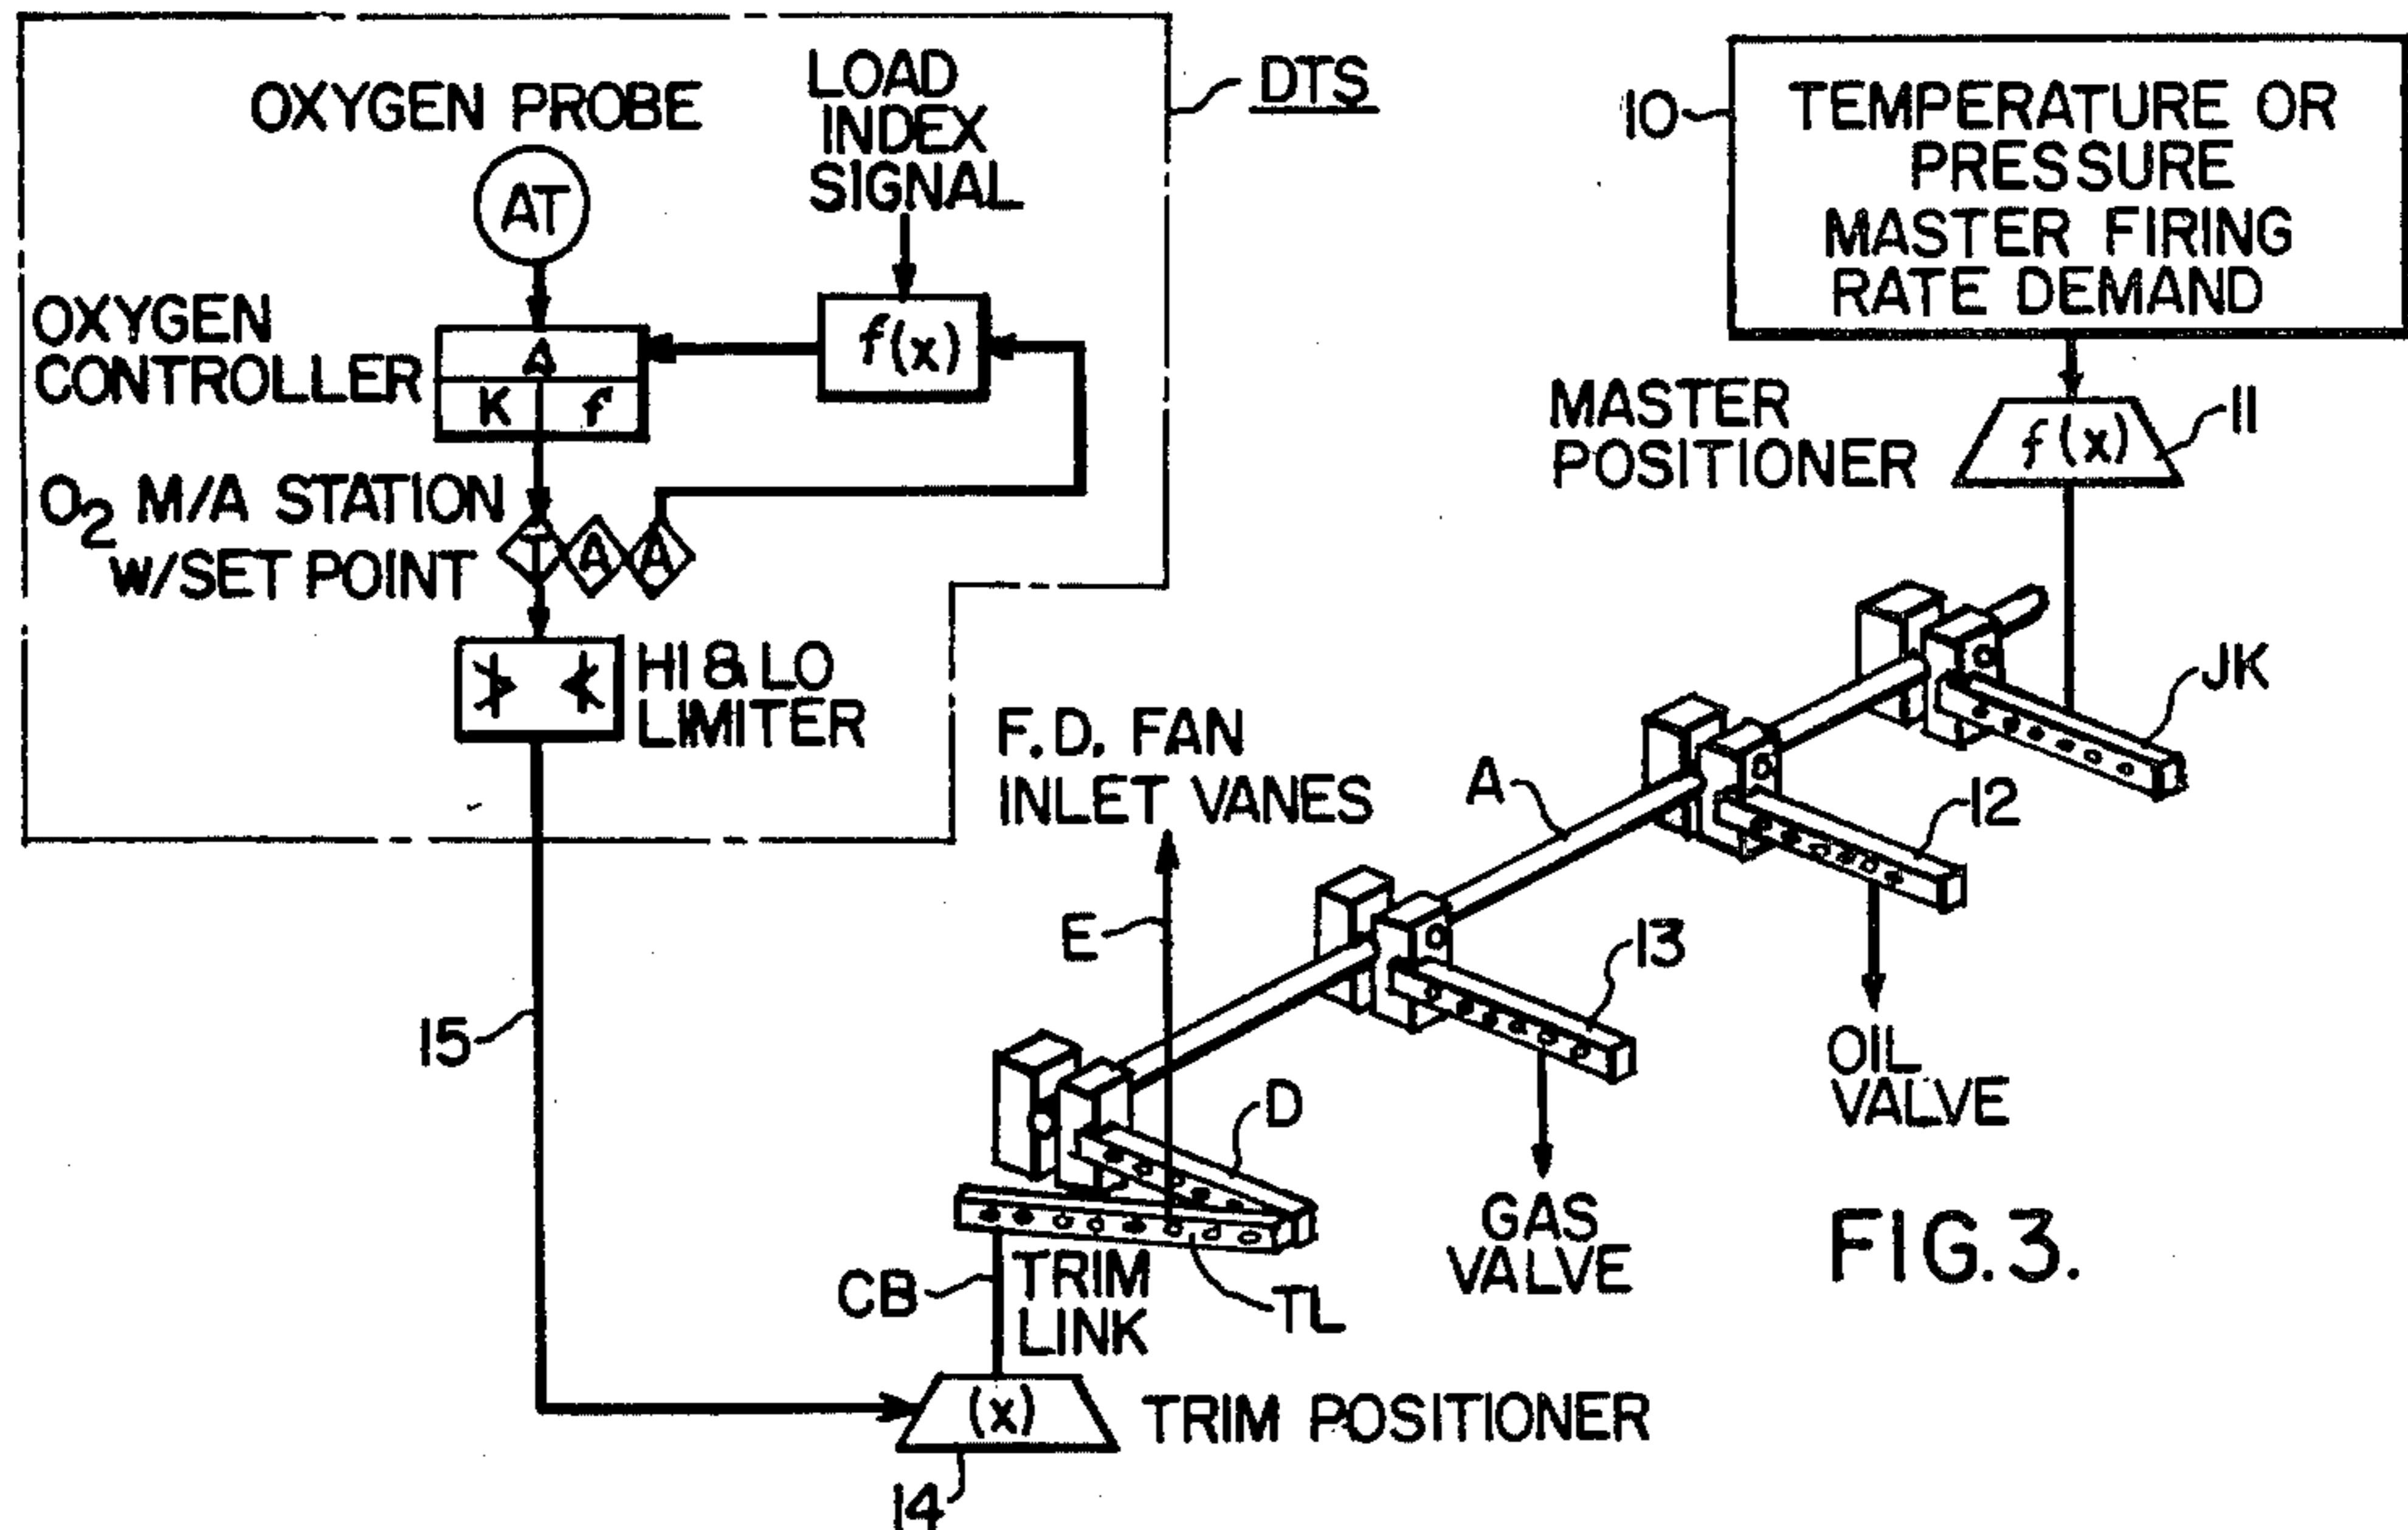 OXYGEN PROBE
AT
LOAD
INDEX
SIGNAL
DTS
OXYGEN
CONTROLLER
A
K f
f(x)
O2 M/A STATION
W/SET POINT
T A A
HI & LO
LIMITER
15
10
TEMPERATURE OR
PRESSURE
MASTER FIRING
RATE DEMAND
MASTER
POSITIONER
f(x)
11
JK
12
A
13
F.D. FAN
INLET VANES
E
D
OIL
VALVE
GAS
VALVE
CB
TRIM
LINK
TL
(x)
TRIM POSITIONER
14
FIG.3.